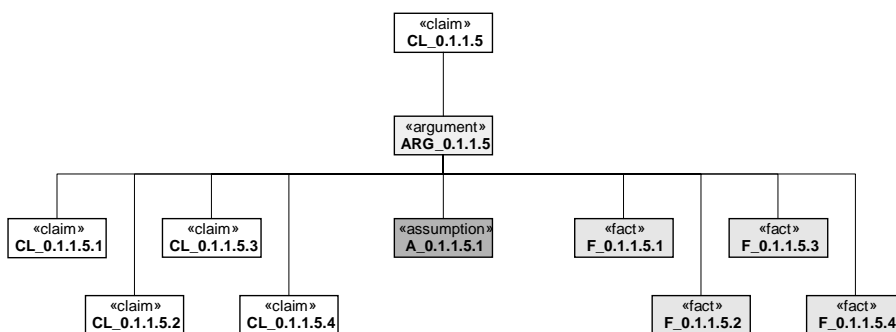 «claim»
CL_0.1.1.5
«argument»
ARG_0.1.1.5
«claim»
CL_0.1.1.5.1
«claim»
CL_0.1.1.5.3
«assumption»
A_0.1.1.5.1
«fact»
F_0.1.1.5.1
«fact»
F_0.1.1.5.3
«claim»
CL_0.1.1.5.2
«claim»
CL_0.1.1.5.4
«fact»
F_0.1.1.5.2
«fact»
F_0.1.1.5.4